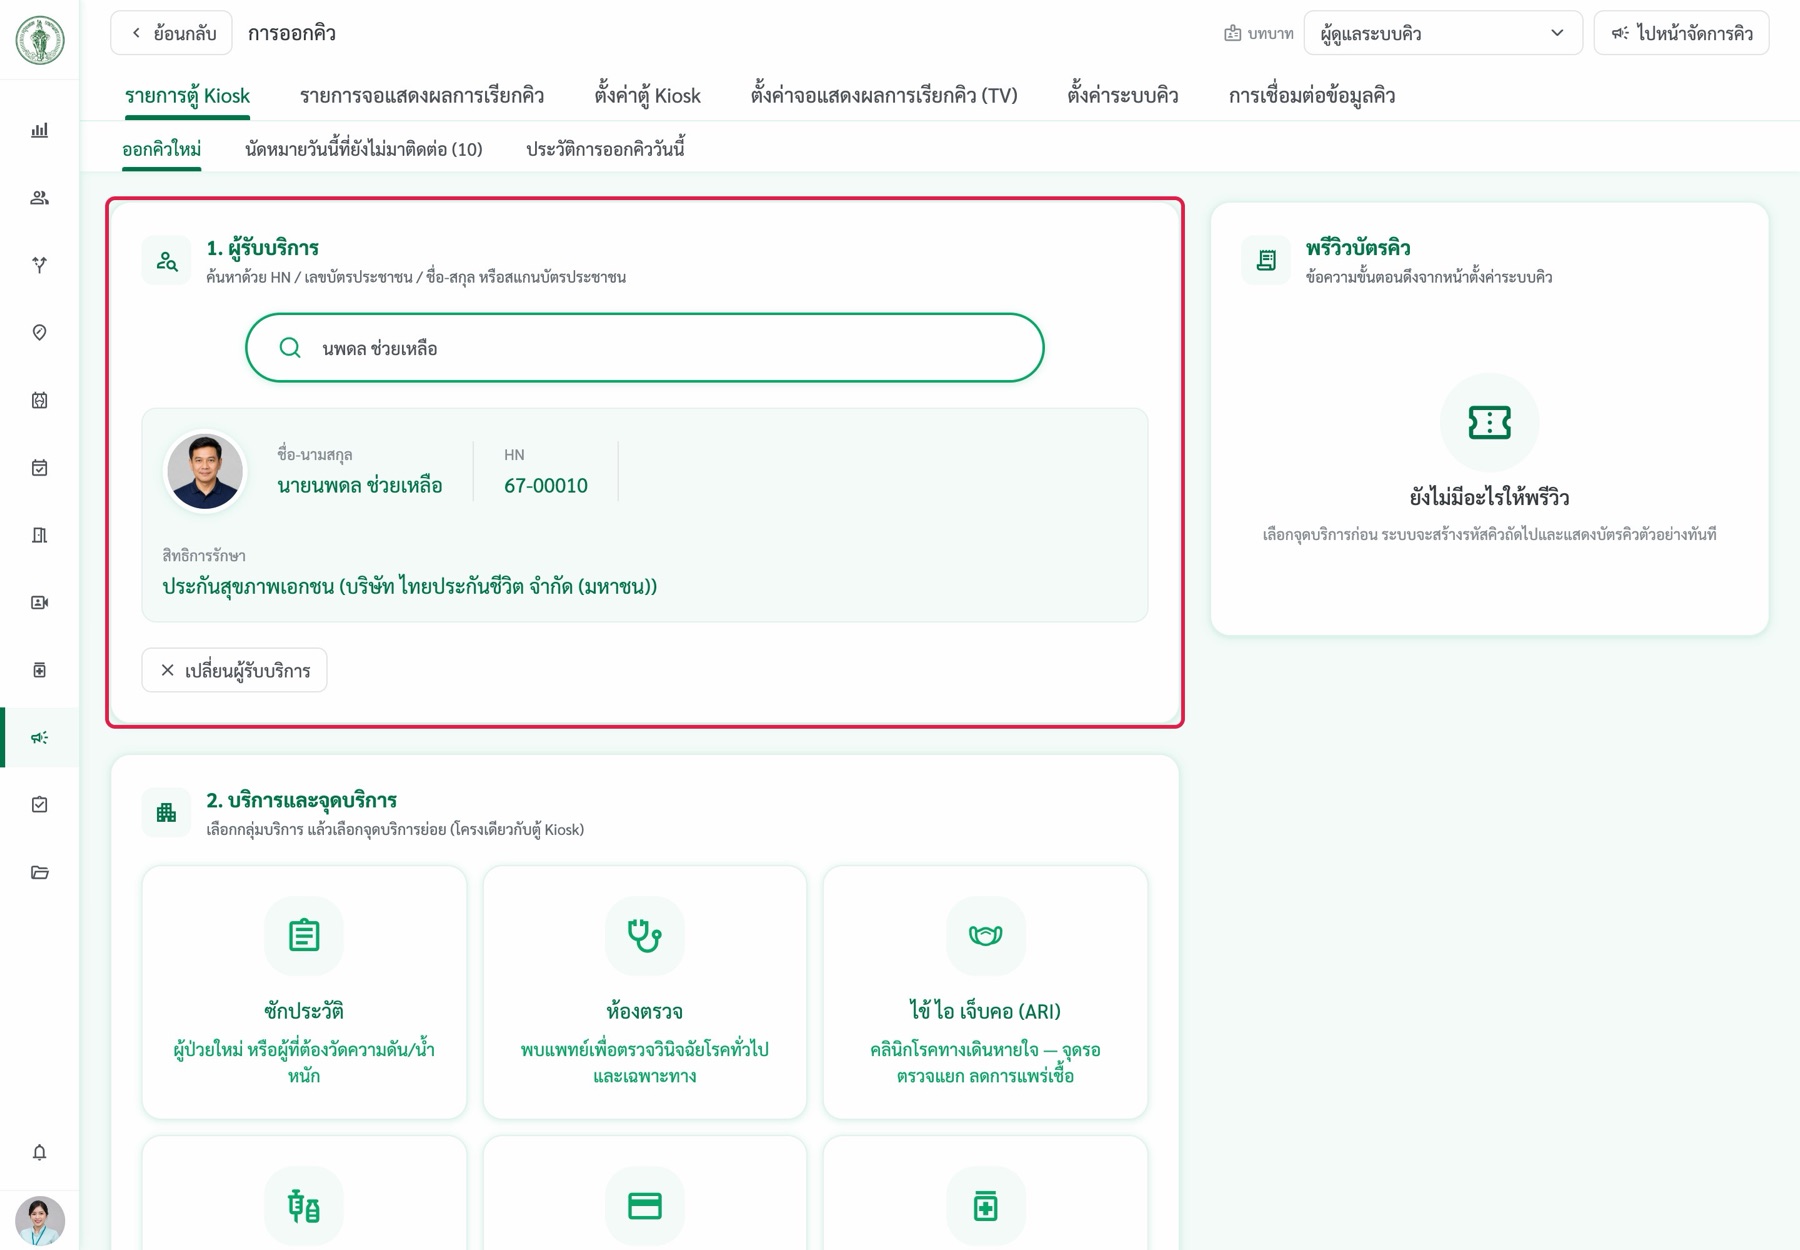 ย้อนกลับ
การออกคิว
บทบาท
ผู้ดูแลระบบคิว
ไปหน้าจัดการคิว
รายการตู้ Kiosk
รายการจอแสดงผลการเรียกคิว
ตั้งค่าตู้ Kiosk
ตั้งค่าจอแสดงผลการเรียกคิว (TV)
ตั้งค่าระบบคิว
การเชื่อมต่อข้อมูลคิว
ออกคิวใหม่
นัดหมายวันนี้ที่ยังไม่มาติดต่อ (10)
ประวัติการออกคิววันนี้
1. ผู้รับบริการ
ค้นหาด้วย HN / เลขบัตรประชาชน / ชื่อ-สกุล หรือสแกนบัตรประชาชน
นพดล ช่วยเหลือ
ชื่อ-นามสกุล
นายนพดล ช่วยเหลือ
HN
67-00010
สิทธิการรักษา
ประกันสุขภาพเอกชน (บริษัท ไทยประกันชีวิต จำกัด (มหาชน))
เปลี่ยนผู้รับบริการ
พรีวิวบัตรคิว
ข้อความขั้นตอนดึงจากหน้าตั้งค่าระบบคิว
ยังไม่มีอะไรให้พรีวิว
เลือกจุดบริการก่อน ระบบจะสร้างรหัสคิวถัดไปและแสดงบัตรคิวตัวอย่างทันที
2. บริการและจุดบริการ
เลือกกลุ่มบริการ แล้วเลือกจุดบริการย่อย (โครงเดียวกับตู้ Kiosk)
ซักประวัติ
ผู้ป่วยใหม่ หรือผู้ที่ต้องวัดความดัน/น้ำ
หนัก
ห้องตรวจ
พบแพทย์เพื่อตรวจวินิจฉัยโรคทั่วไป
และเฉพาะทาง
ไข้ ไอ เจ็บคอ (ARI)
คลินิกโรคทางเดินหายใจ — จุดรอ
ตรวจแยก ลดการแพร่เชื้อ